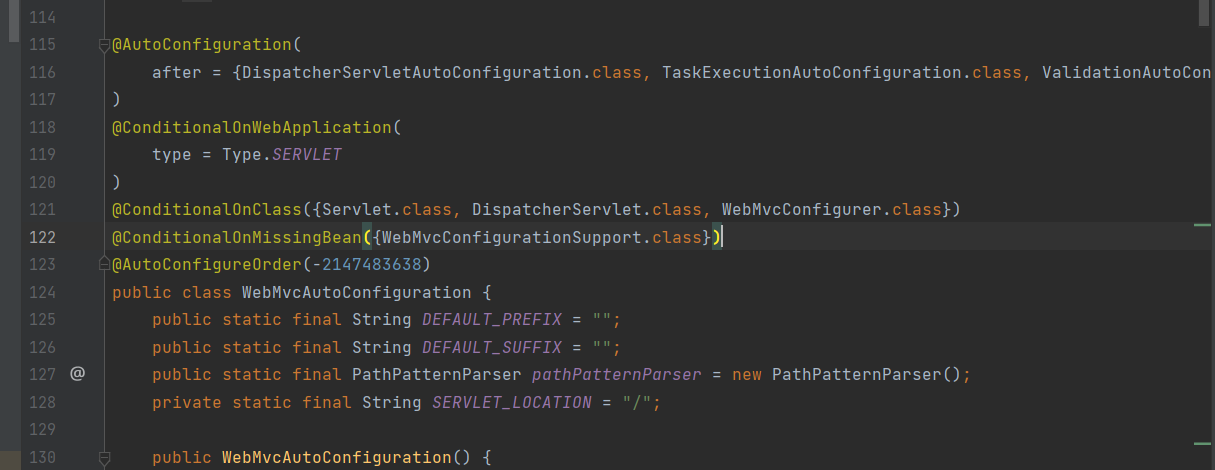 114
115 @AutoConfiguration(
116     after = {DispatcherServletAutoConfiguration.class, TaskExecutionAutoConfiguration.class, ValidationAutoCon
117 )
118 @ConditionalOnWebApplication(
119     type = Type.SERVLET
120 )
121 @ConditionalOnClass({Servlet.class, DispatcherServlet.class, WebMvcConfigurer.class})
122 @ConditionalOnMissingBean({WebMvcConfigurationSupport.class})
123 @AutoConfigureOrder(-2147483638)
124 public class WebMvcAutoConfiguration {
125     public static final String DEFAULT_PREFIX = "";
126     public static final String DEFAULT_SUFFIX = "";
127 @     public static final PathPatternParser pathPatternParser = new PathPatternParser();
128     private static final String SERVLET_LOCATION = "/";
129
130     public WebMvcAutoConfiguration() {